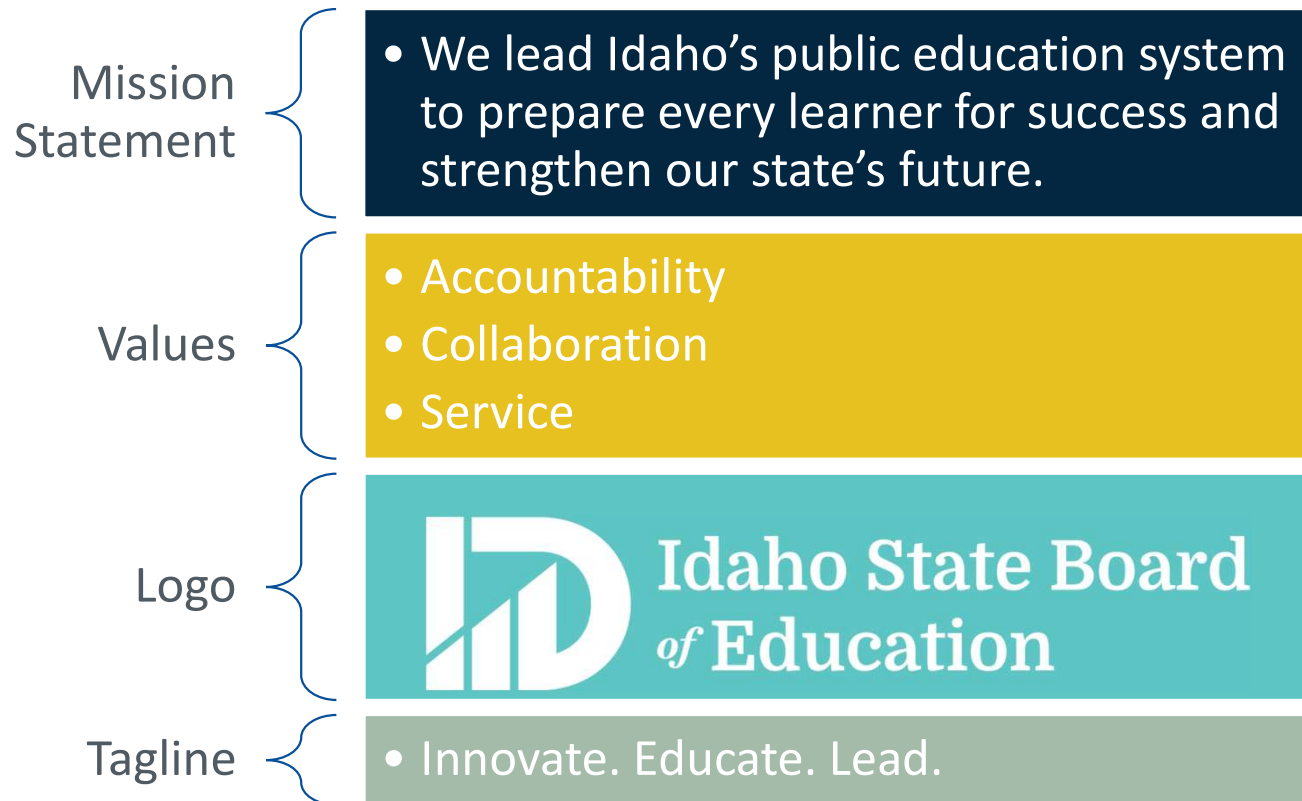 Mission
Statement
• We lead Idaho’s public education system
to prepare every learner for success and
strengthen our state’s future.
Values
• Accountability
• Collaboration
• Service
Logo
ID
Idaho State Board
of Education
Tagline
• Innovate. Educate. Lead.